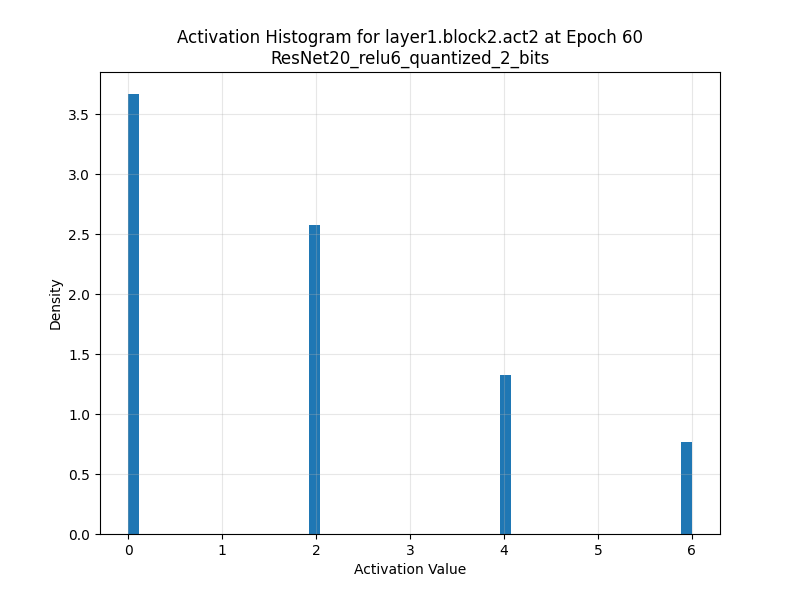 Activation Histogram for layer1.block2.act2 at Epoch 60
ResNet20_relu6_quantized_2_bits
3.5
3.0
2.5
2.0
1.5
1.0
0.5
0.0
Density
0 1 2 3 4 5 6
Activation Value